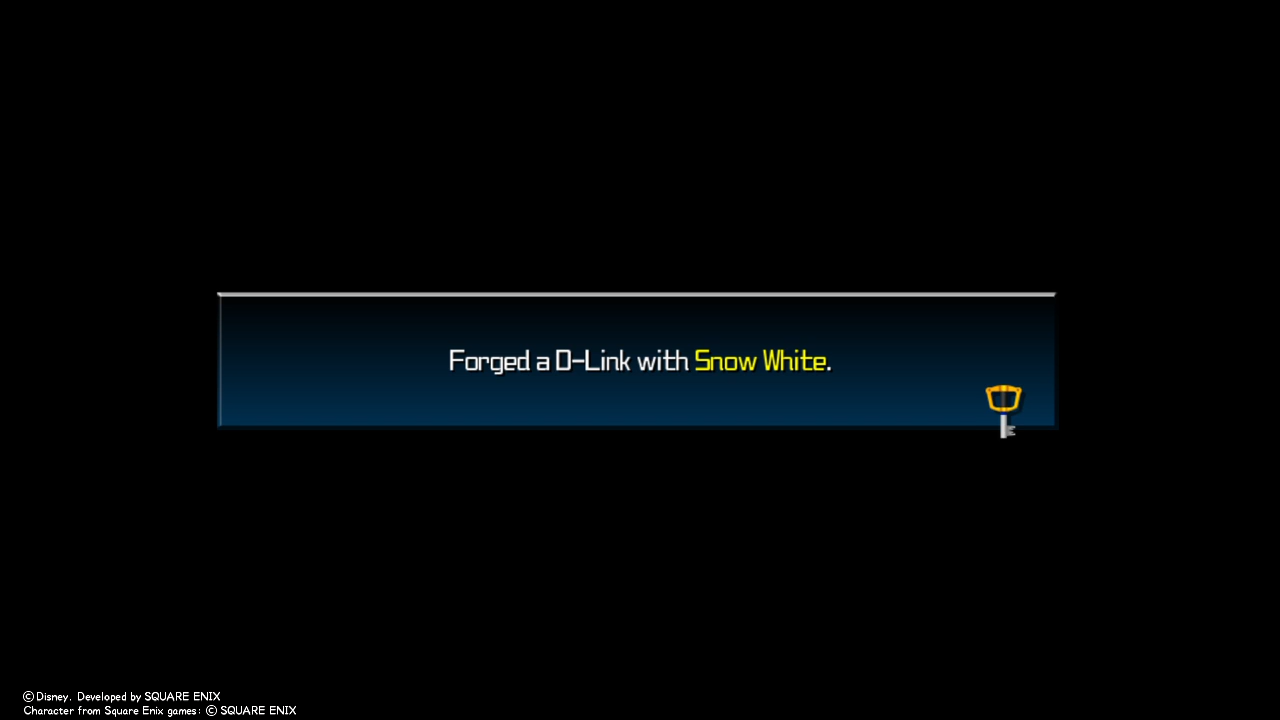 Forged a D-Link with Snow White.
©Disney. Developed by SQUARE ENIX
Character from Square Enix games: © SQUARE ENIX